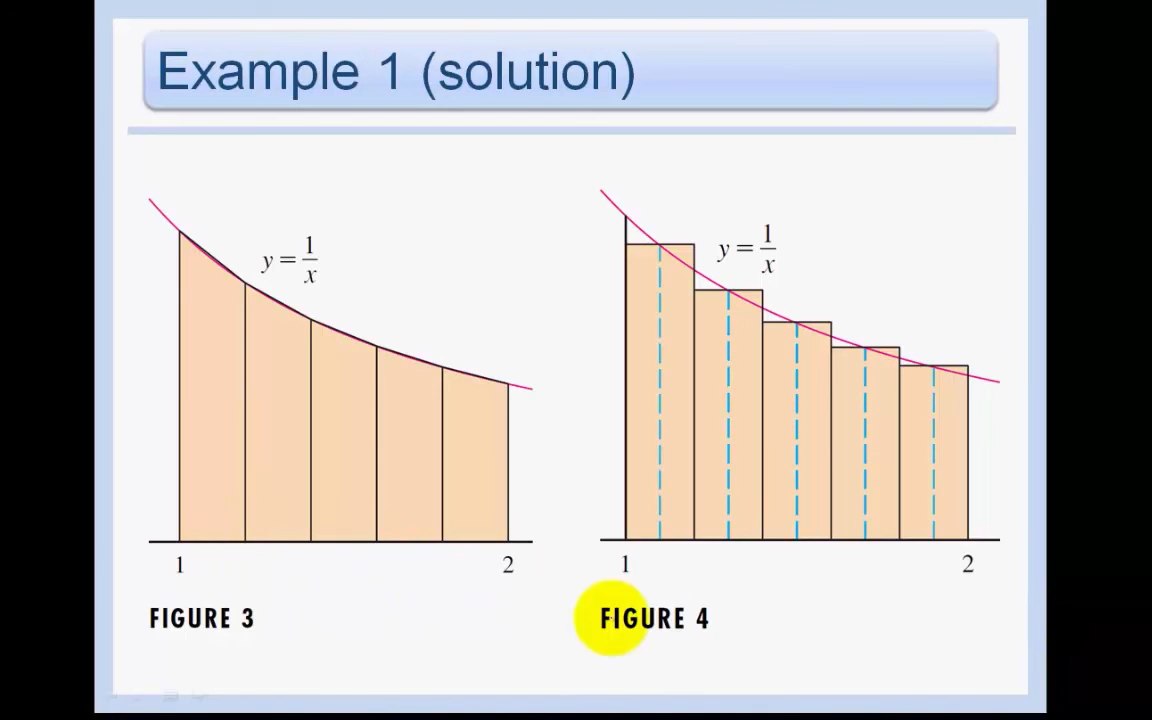 Example 1 (solution)
y = 1/x
y = 1/x
1
2
1
2
FIGURE 3
FIGURE 4